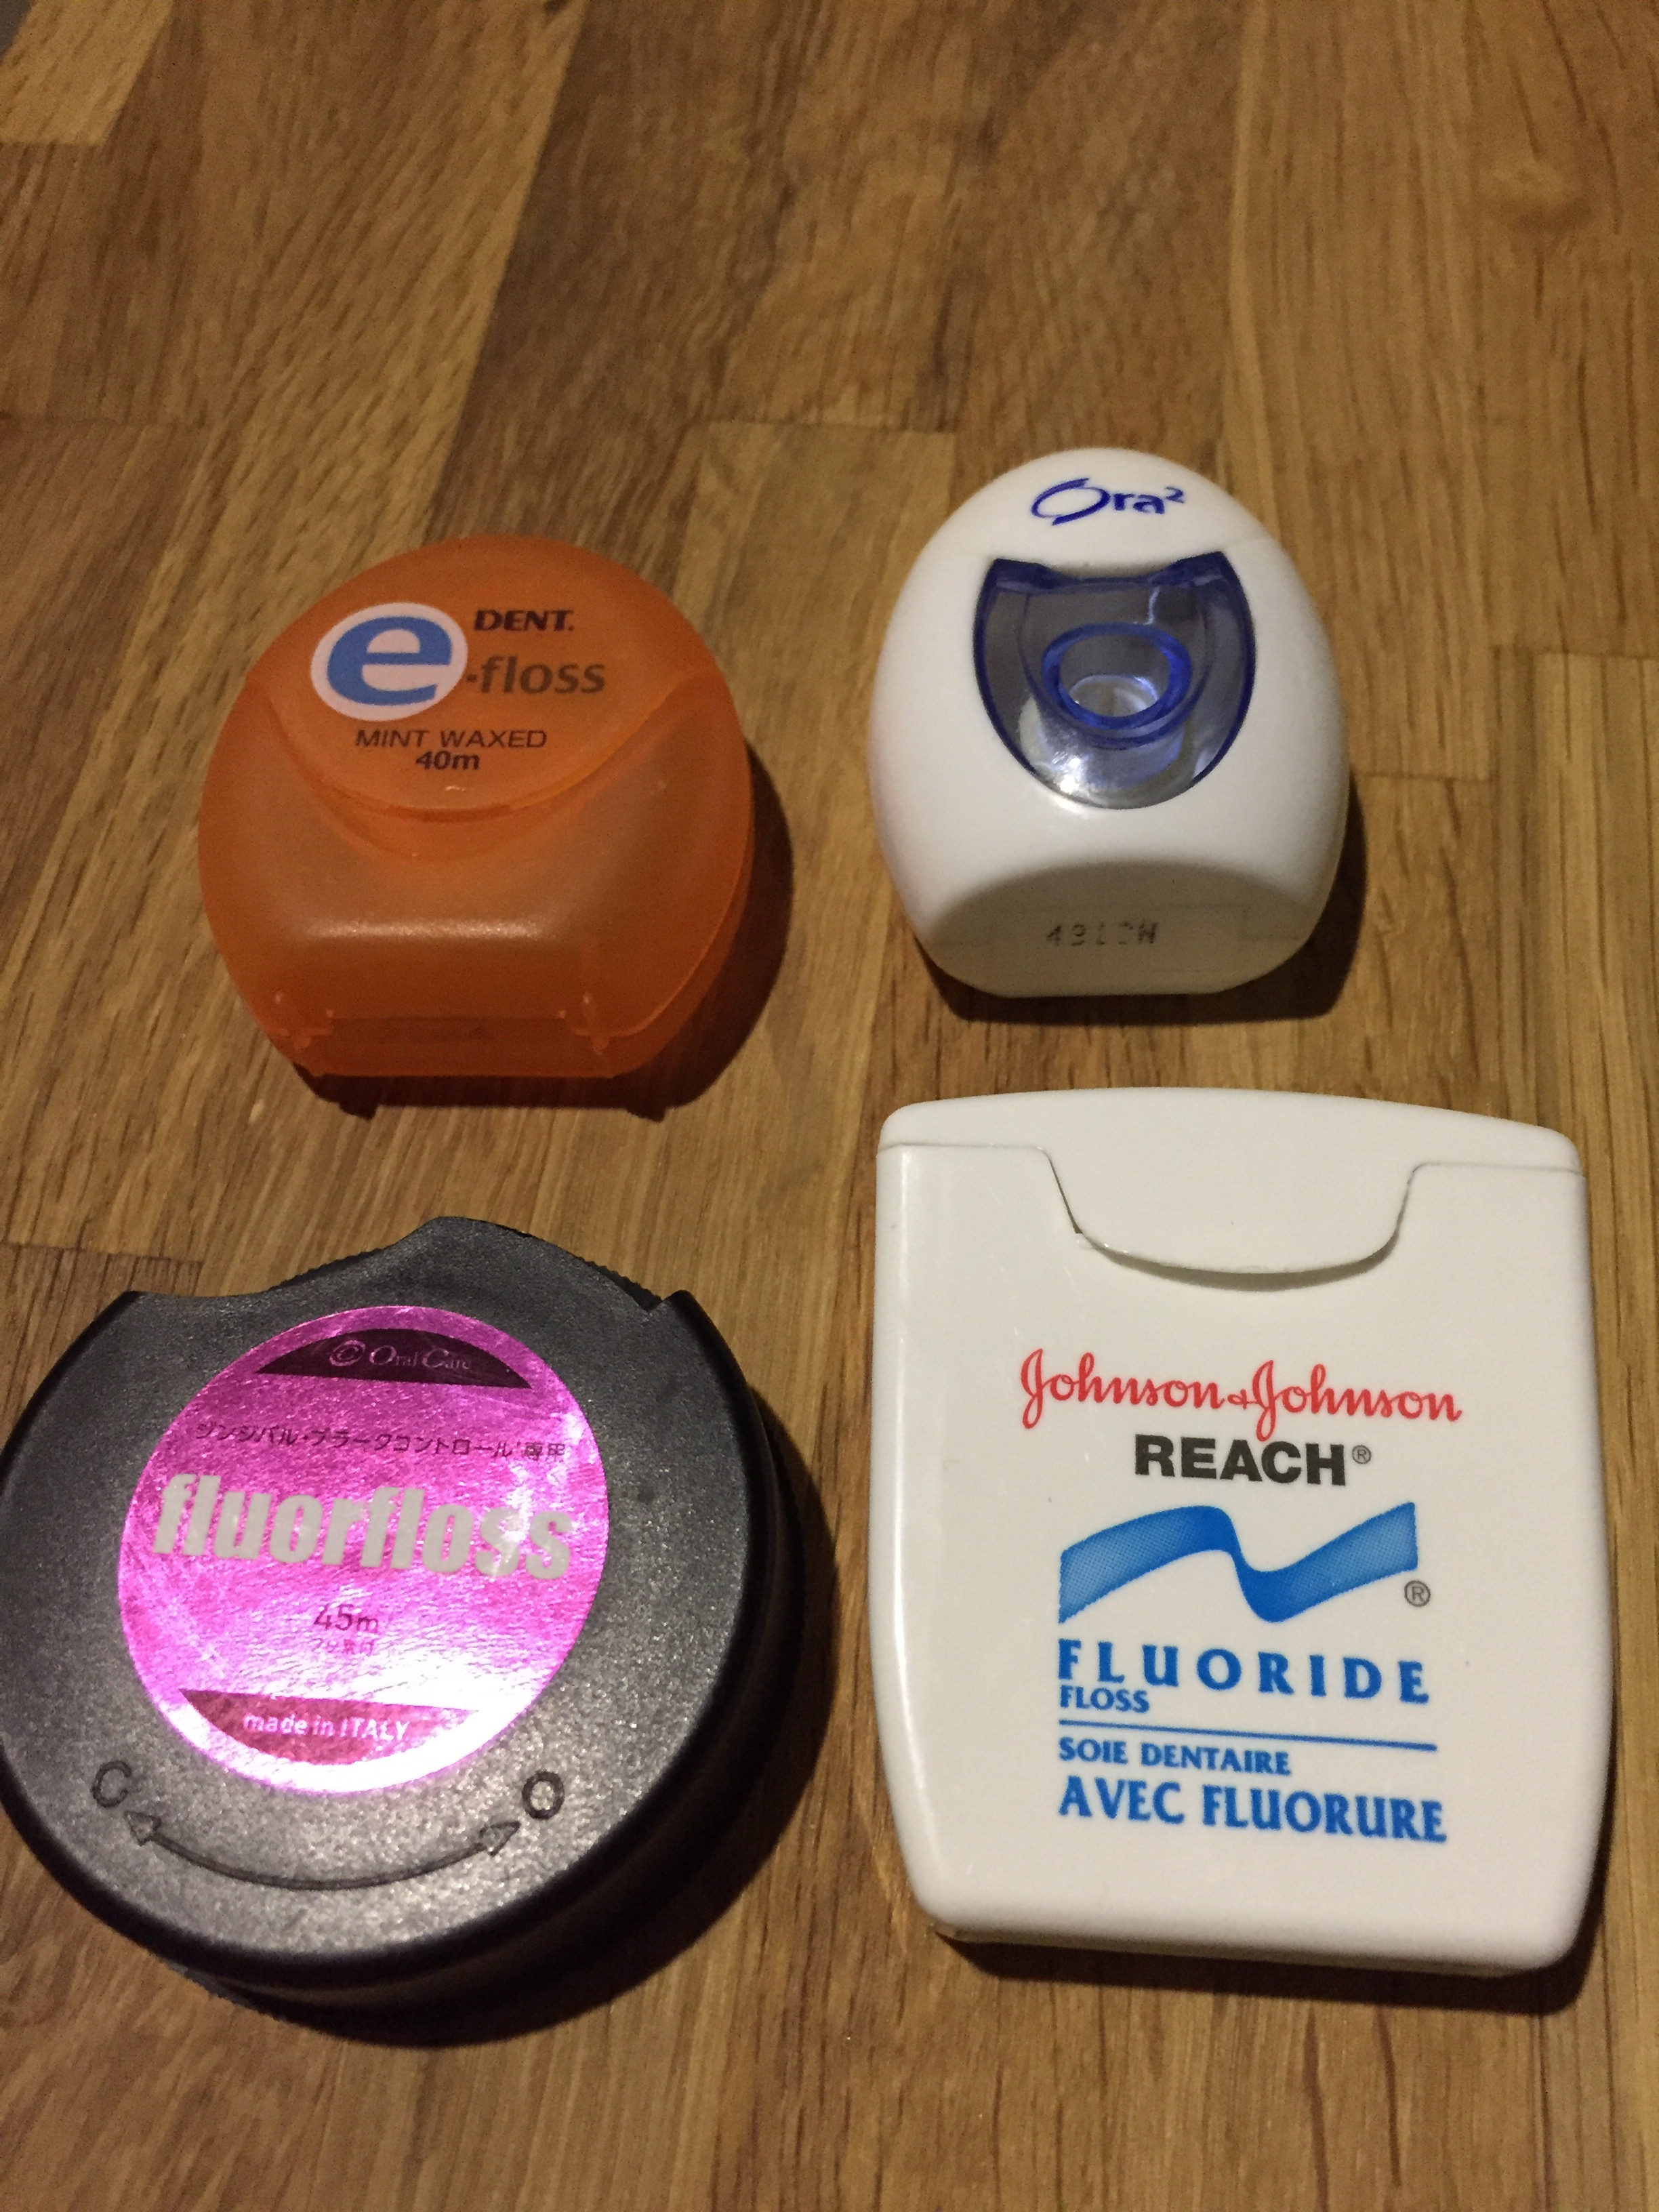 e DENT.
-floss
MINT WAXED
40m
Ora²
© Oral Care
ジンジバル・プラークコントロール 専用
fluorfloss
45m
made in ITALY
C O
Johnson & Johnson
REACH®
®
FLUORIDE
FLOSS
SOIE DENTAIRE
AVEC FLUORURE